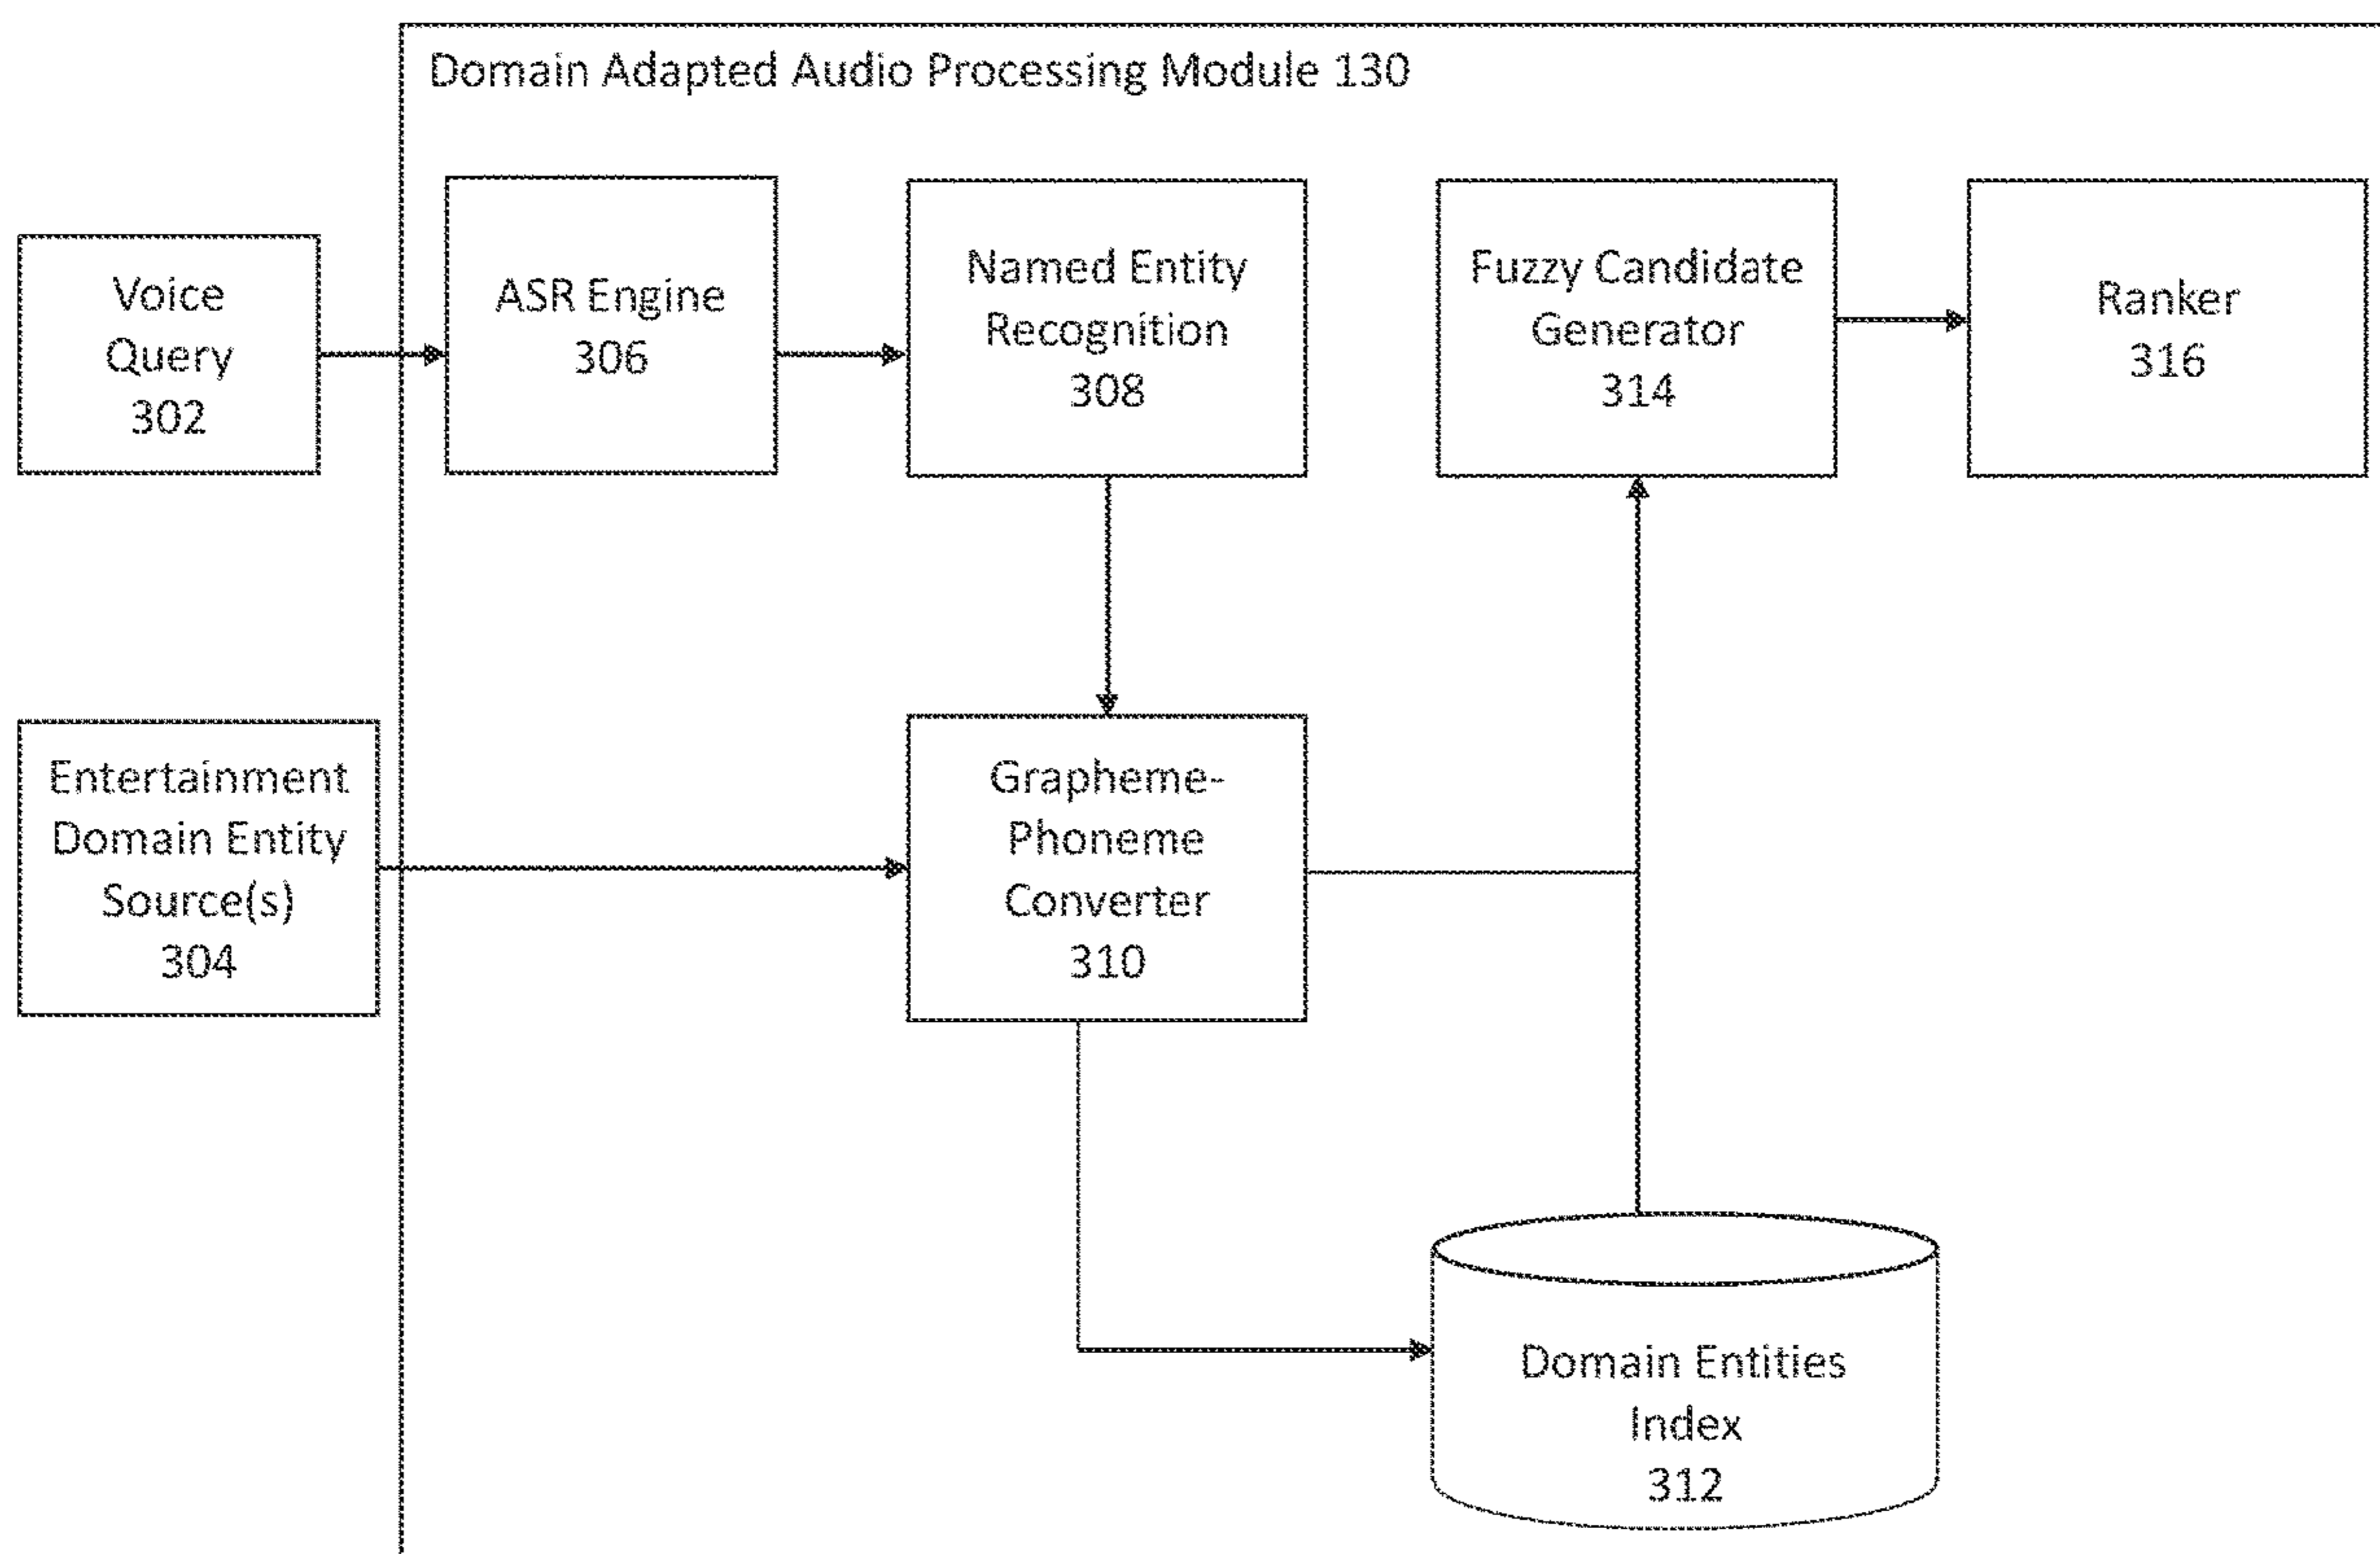 Domain Adapted Audio Processing Module 130
Voice
Query
302
ASR Engine
306
Named Entity
Recognition
308
Fuzzy Candidate
Generator
314
Ranker
316
Entertainment
Domain Entity
Source(s)
304
Grapheme-
Phoneme
Converter
310
Domain Entities
Index
312